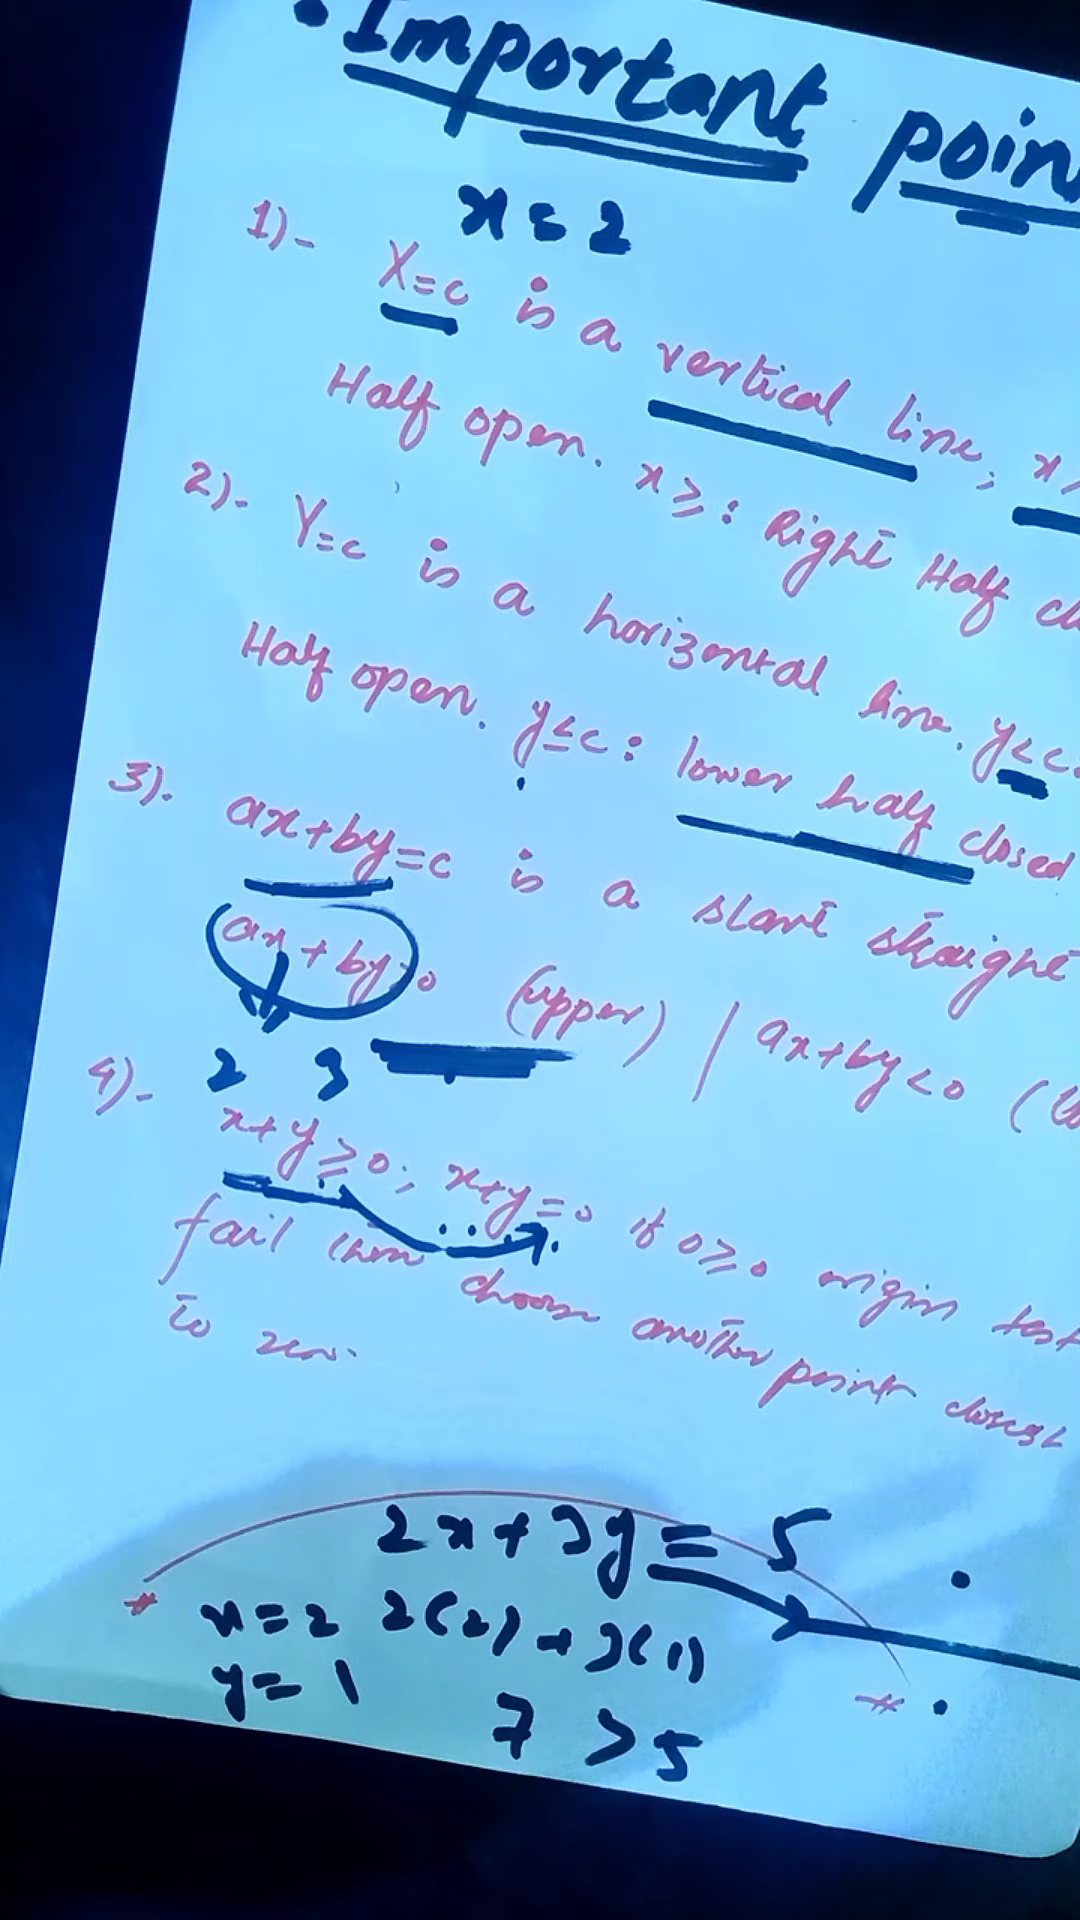 • Important poin
x = 2
1)- X=c is a vertical line, x
Half open. x ≥ : Right Half cl
2)- Y=c is a horizontal line. y<c
Half open. y≤c : lower half closed
3). ax+by=c is a slant straight
ax + by > 0 (upper) | ax+by<0 (
2 3
4)- x+y≥0; x+y=0 if 0≥0 origin test
fail then choose another point closest
to zero.
2x+3y = 5
x=2 2(2)+3(1)
y=1 7 > 5